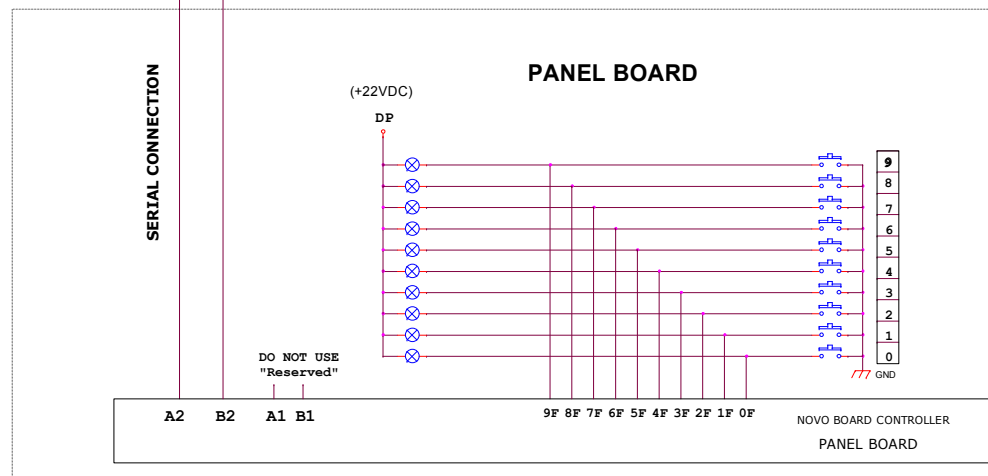 PANEL BOARD
SERIAL CONNECTION
(+22VDC)
DP
9
8
7
6
5
4
3
2
1
0
GND
DO NOT USE
"Reserved"
A2 B2 A1 B1 9F 8F 7F 6F 5F 4F 3F 2F 1F 0F
NOVO BOARD CONTROLLER
PANEL BOARD